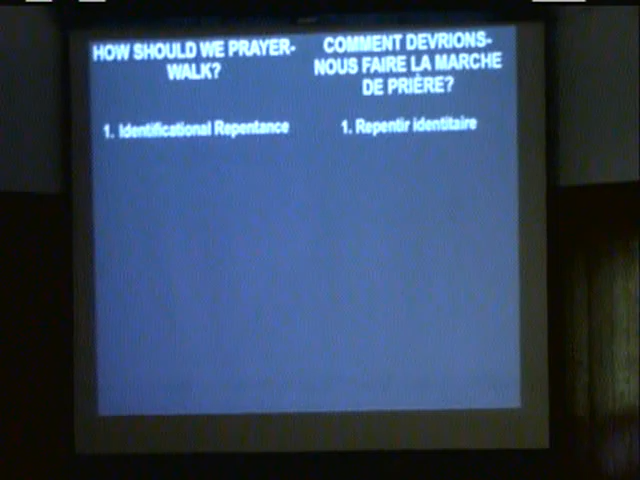 HOW SHOULD WE PRAYER-
WALK?
1. Identificational Repentance
COMMENT DEVRIONS-
NOUS FAIRE LA MARCHE
DE PRIÈRE?
1. Repentir identitaire